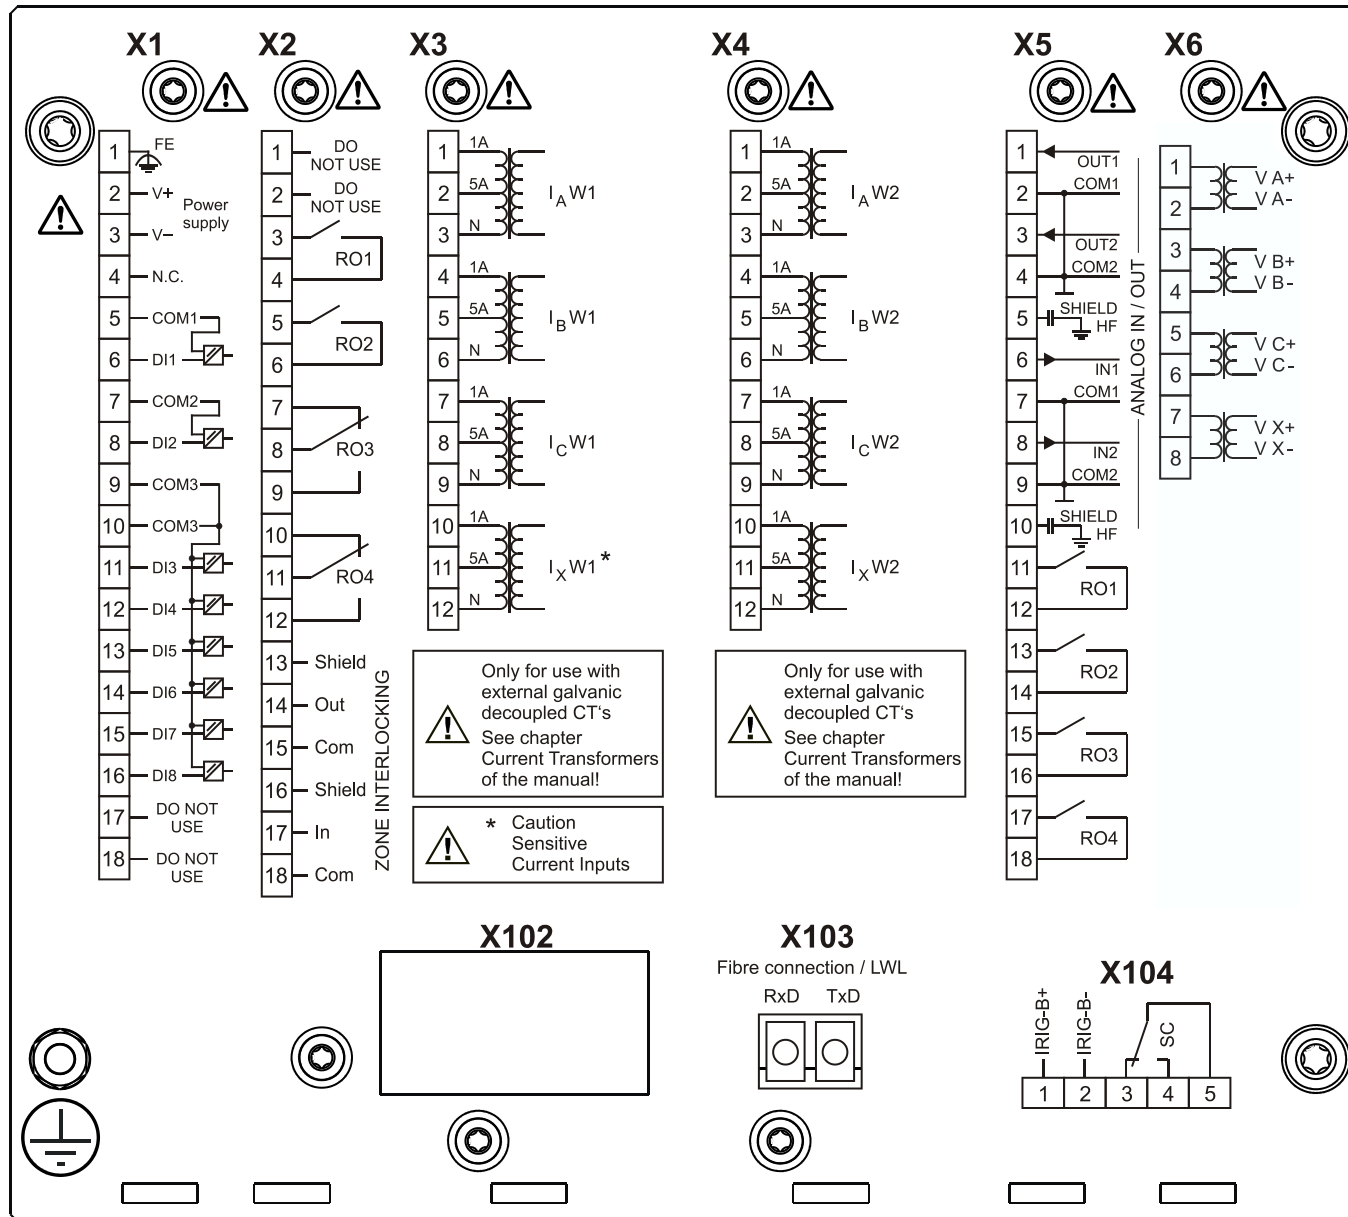 X1
X2
X3
X4
X5
X6
1 FE
2 V+
Power
supply
3 V–
4 N.C.
5 COM1
6 DI1
7 COM2
8 DI2
9 COM3
10 COM3
11 DI3
12 DI4
13 DI5
14 DI6
15 DI7
16 DI8
17 DO NOT
USE
18 DO NOT
USE
1 DO
NOT USE
2 DO
NOT USE
3
RO1
4
5
RO2
6
7
8 RO3
9
10
11 RO4
12
13 Shield
14 Out
15 Com
16 Shield
17 In
18 Com
ZONE INTERLOCKING
1 1A
2 5A IAW1
3 N
4 1A
5 5A IBW1
6 N
7 1A
8 5A ICW1
9 N
10 1A
11 5A IXW1*
12 N
Only for use with
external galvanic
decoupled CT‘s
See chapter
Current Transformers
of the manual!
* Caution
Sensitive
Current Inputs
1 1A
2 5A IAW2
3 N
4 1A
5 5A IBW2
6 N
7 1A
8 5A ICW2
9 N
10 1A
11 5A IXW2
12 N
Only for use with
external galvanic
decoupled CT‘s
See chapter
Current Transformers
of the manual!
1 OUT1
2 COM1
3 OUT2
4 COM2
5 SHIELD
HF
6 IN1
7 COM1
8 IN2
9 COM2
10 SHIELD
HF
ANALOG IN / OUT
11
RO1
12
13
RO2
14
15
RO3
16
17
RO4
18
1 V A+
2 V A-
3 V B+
4 V B-
5 V C+
6 V C-
7 V X+
8 V X-
X102
X103
Fibre connection / LWL
RxD TxD
X104
IRIG-B+
IRIG-B-
SC
1 2 3 4 5